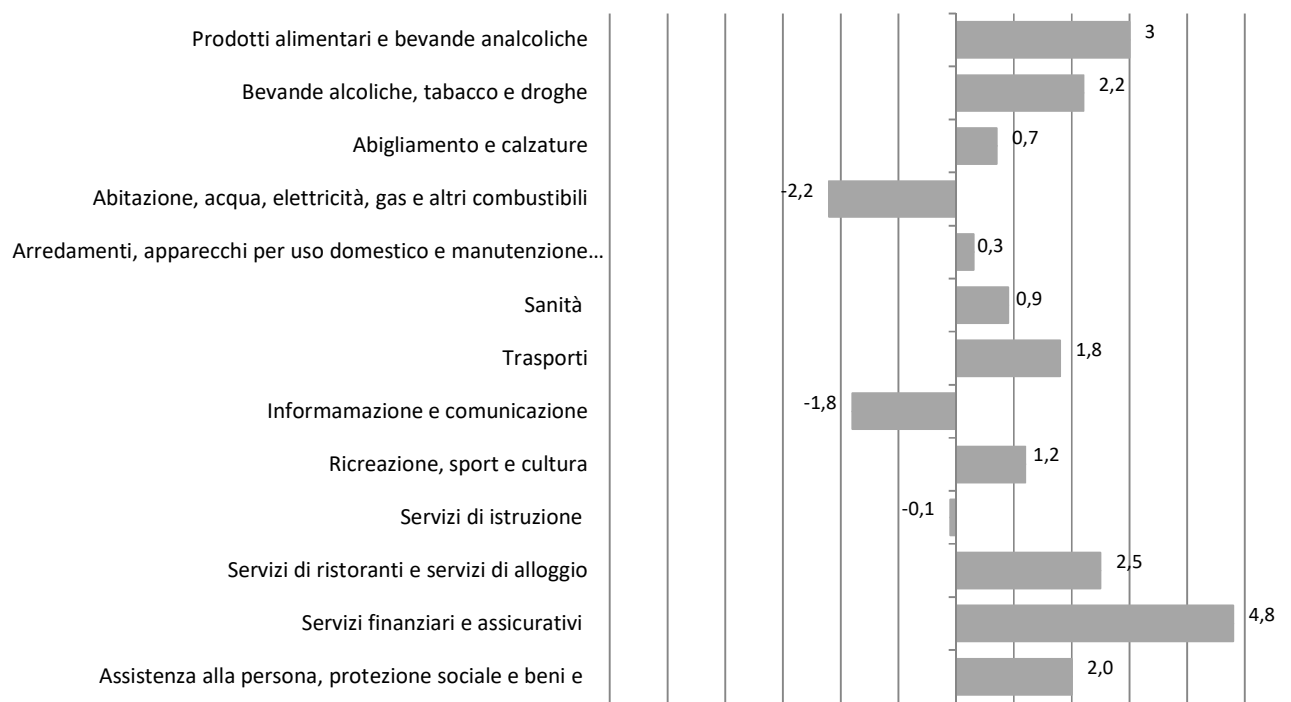 Prodotti alimentari e bevande analcoliche 3
Bevande alcoliche, tabacco e droghe 2,2
Abigliamento e calzature 0,7
Abitazione, acqua, elettricità, gas e altri combustibili -2,2
Arredamenti, apparecchi per uso domestico e manutenzione... 0,3
Sanità 0,9
Trasporti 1,8
Informamazione e comunicazione -1,8
Ricreazione, sport e cultura 1,2
Servizi di istruzione -0,1
Servizi di ristoranti e servizi di alloggio 2,5
Servizi finanziari e assicurativi 4,8
Assistenza alla persona, protezione sociale e beni e 2,0